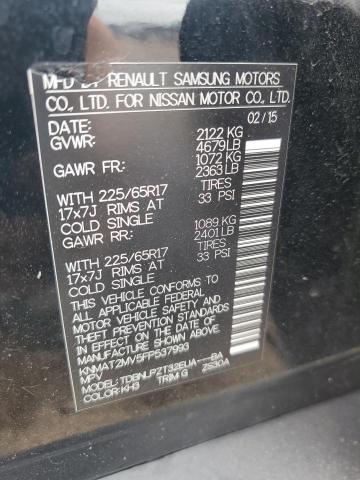 MFD BY RENAULT SAMSUNG MOTORS
CO., LTD. FOR NISSAN MOTOR CO., LTD.
DATE: 02/15
GVWR: 2122 KG
4679LB
GAWR FR: 1072 KG
2363LB
WITH 225/65R17 TIRES
17x7J RIMS AT 33 PSI
COLD SINGLE
GAWR RR: 1089 KG
2401LB
WITH 225/65R17 TIRES
17x7J RIMS AT 33 PSI
COLD SINGLE
THIS VEHICLE CONFORMS TO
ALL APPLICABLE FEDERAL
MOTOR VEHICLE SAFETY, AND
THEFT PREVENTION STANDARDS
IN EFFECT ON THE DATE OF
MANUFACTURE SHOWN ABOVE.
KNMAT2MV5FP537993
MPV
MODEL: TDBNLPZT32EUA---BA
COLOR: KH3 TRIM G ZS30A